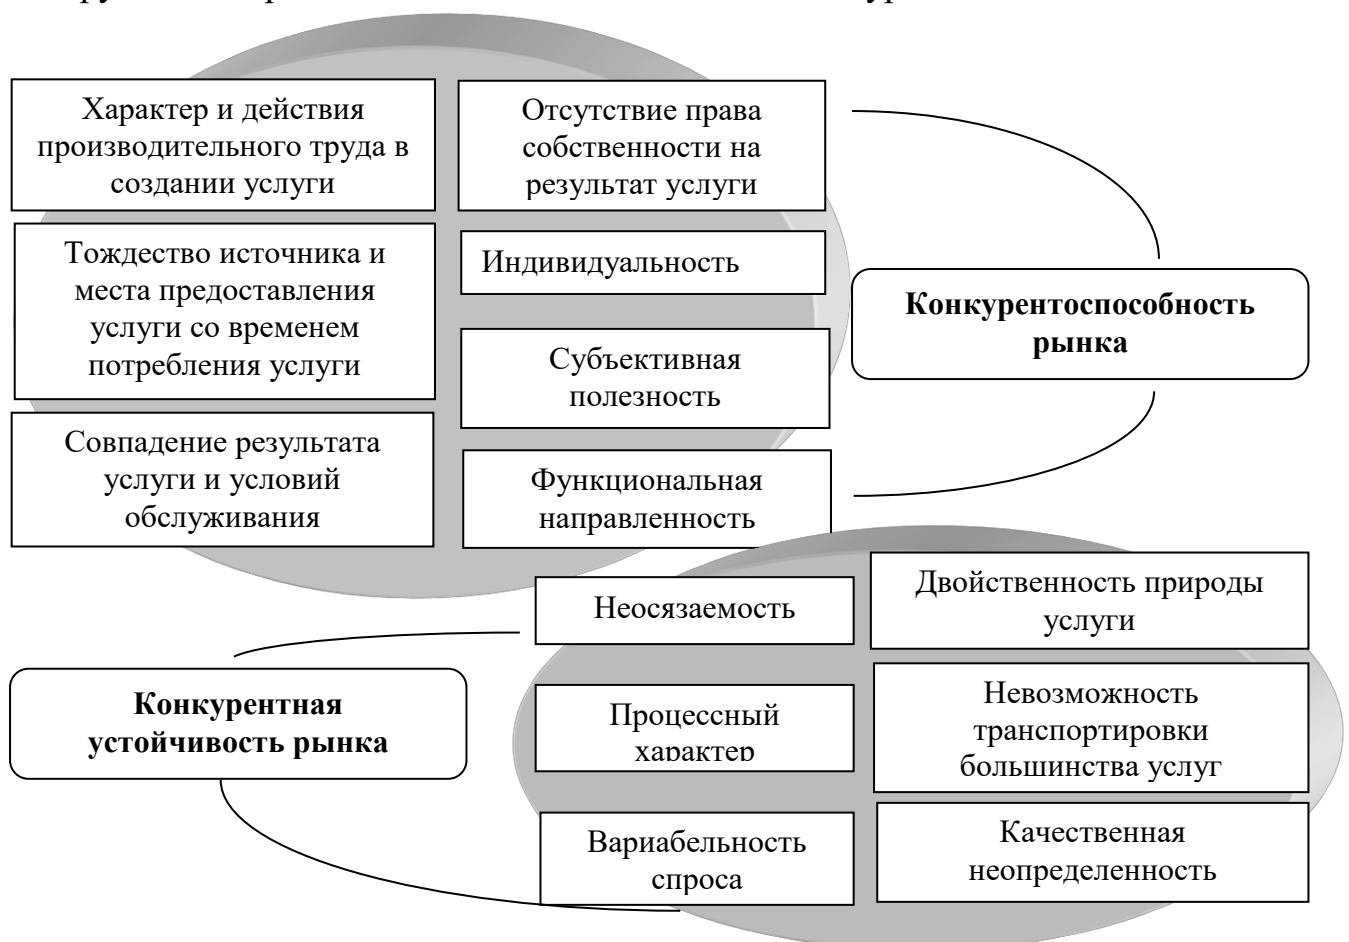 Характер и действия
производительного труда в
создании услуги
Отсутствие права
собственности на
результат услуги
Тождество источника и
места предоставления
услуги со временем
потребления услуги
Индивидуальность
Конкурентоспособность
рынка
Субъективная
полезность
Совпадение результата
услуги и условий
обслуживания
Функциональная
направленность
Неосязаемость
Двойственность природы
услуги
Конкурентная
устойчивость рынка
Процессный
характер
Невозможность
транспортировки
большинства услуг
Вариабельность
спроса
Качественная
неопределенность